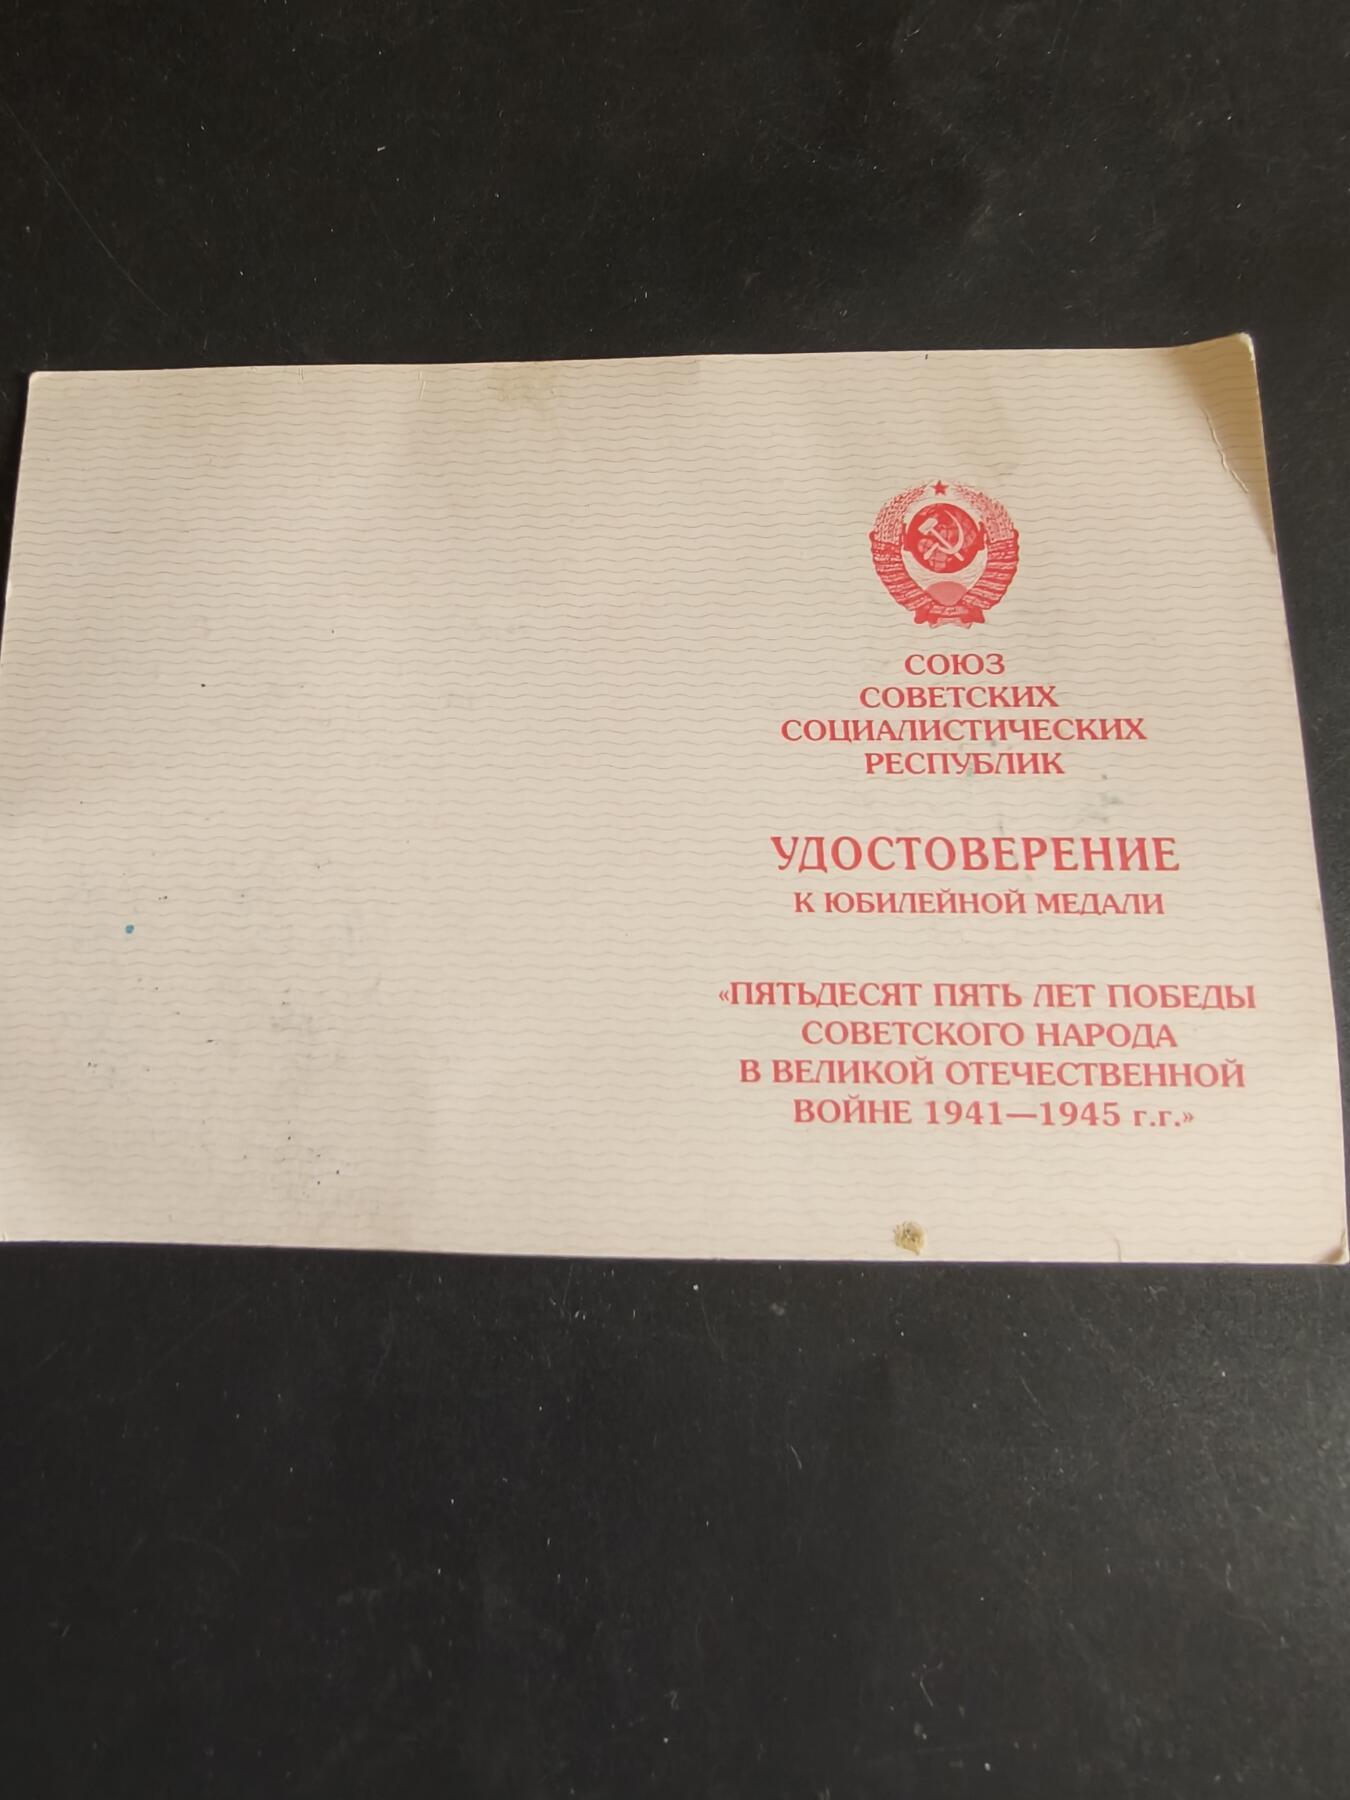 СОЮЗ
СОВЕТСКИХ
СОЦИАЛИСТИЧЕСКИХ
РЕСПУБЛИК
УДОСТОВЕРЕНИЕ
К ЮБИЛЕЙНОЙ МЕДАЛИ
«ПЯТЬДЕСЯТ ПЯТЬ ЛЕТ ПОБЕДЫ
СОВЕТСКОГО НАРОДА
В ВЕЛИКОЙ ОТЕЧЕСТВЕННОЙ
ВОЙНЕ 1941—1945 г.г.»